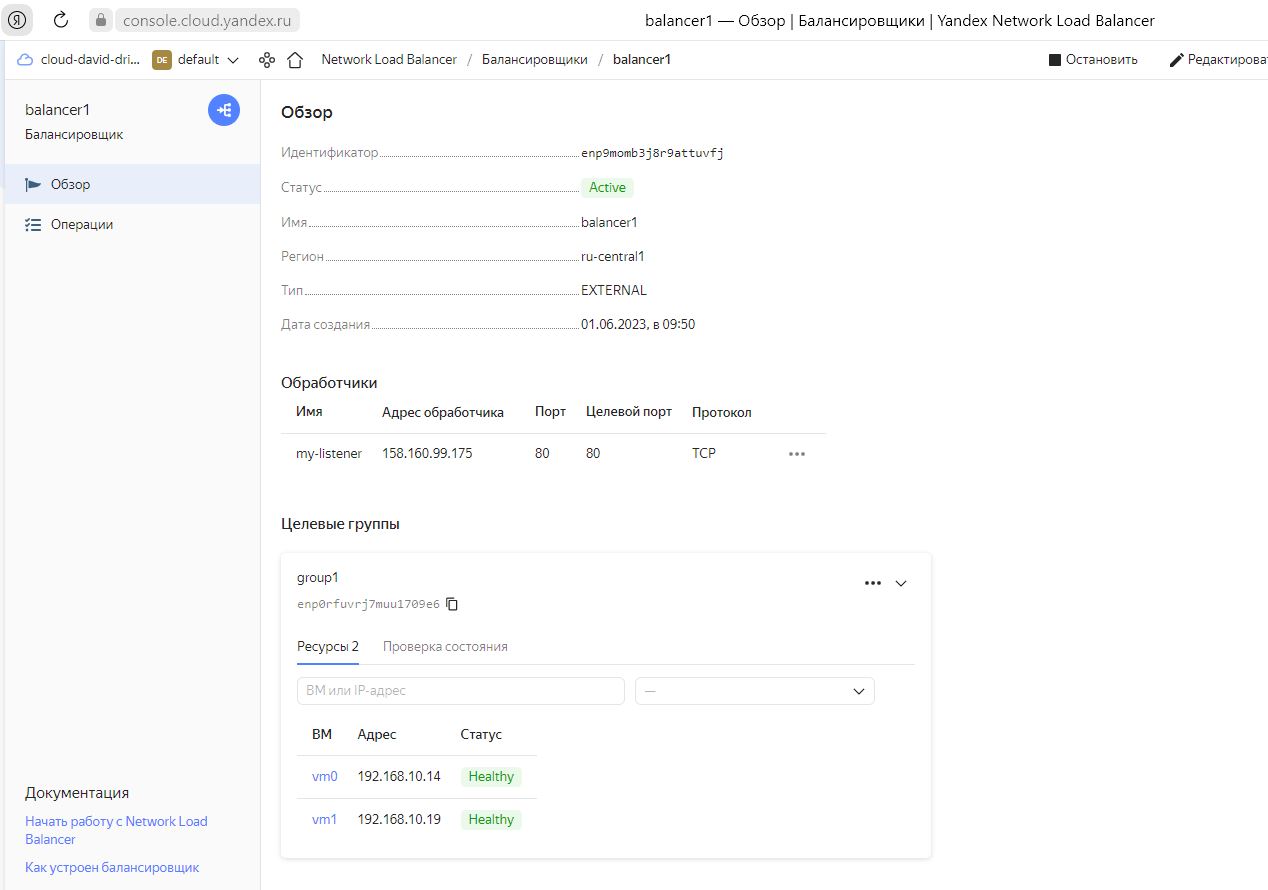 Я
console.cloud.yandex.ru
balancer1 — Обзор | Балансировщики | Yandex Network Load Balancer
cloud-david-dri... DE default Network Load Balancer / Балансировщики / balancer1 Остановить Редактироват
balancer1
Балансировщик
Обзор
Операции
Документация
Начать работу с Network Load
Balancer
Как устроен балансировщик
Обзор
Идентификатор enp9momb3j8r9attuvfj
Статус Active
Имя balancer1
Регион ru-central1
Тип EXTERNAL
Дата создания 01.06.2023, в 09:50
Обработчики
Имя Адрес обработчика Порт Целевой порт Протокол
my-listener 158.160.99.175 80 80 TCP
Целевые группы
group1
enp0rfuvrj7muu1709e6
Ресурсы 2 Проверка состояния
ВМ или IP-адрес —
ВМ Адрес Статус
vm0 192.168.10.14 Healthy
vm1 192.168.10.19 Healthy